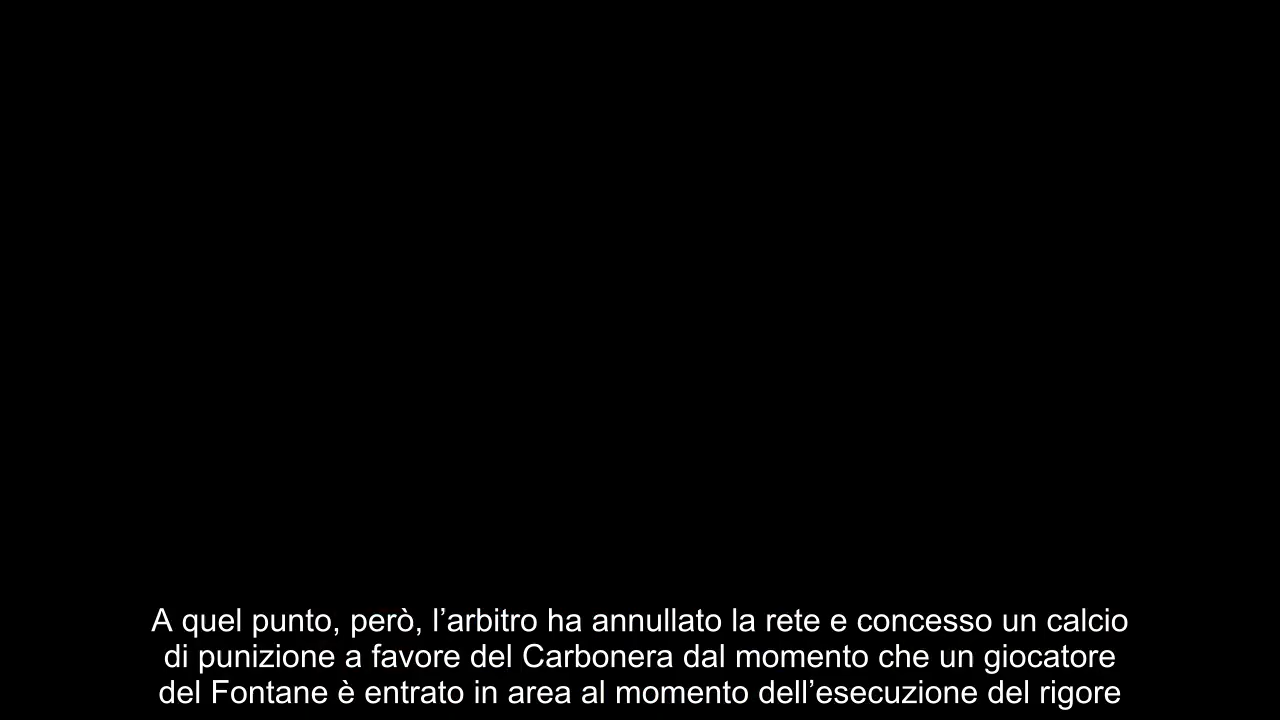 A quel punto, però, l’arbitro ha annullato la rete e concesso un calcio
di punizione a favore del Carbonera dal momento che un giocatore
del Fontane è entrato in area al momento dell’esecuzione del rigore